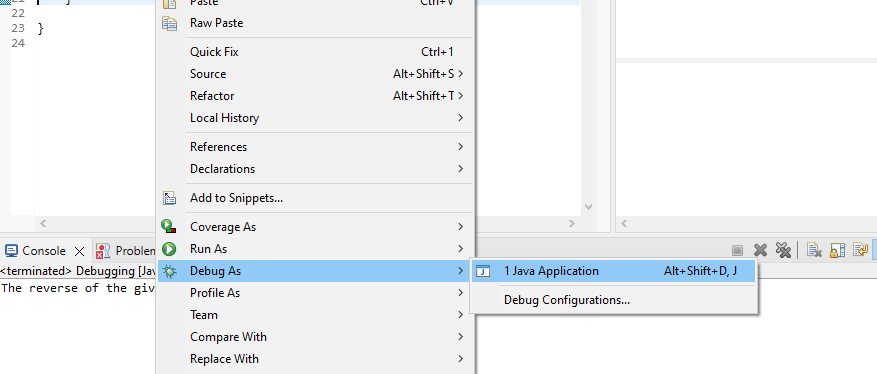 21 }
22
23 }
24
Paste Ctrl+V
Raw Paste
Quick Fix Ctrl+1
Source Alt+Shift+S
Refactor Alt+Shift+T
Local History
References
Declarations
Add to Snippets...
Coverage As
Run As
Debug As
Profile As
Team
Compare With
Replace With
1 Java Application Alt+Shift+D, J
Debug Configurations...
Console
<terminated> Debugging [Jav
The reverse of the giv